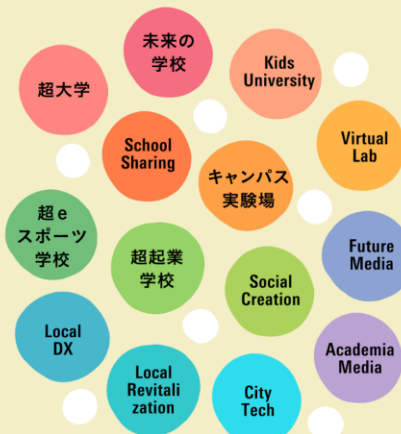 未来の
学校
Kids
University
超大学
School
Sharing
Virtual
Lab
キャンパス
実験場
超e
スポーツ
学校
超起業
学校
Future
Media
Social
Creation
Local
DX
Academia
Media
Local
Revitali
zation
City
Tech